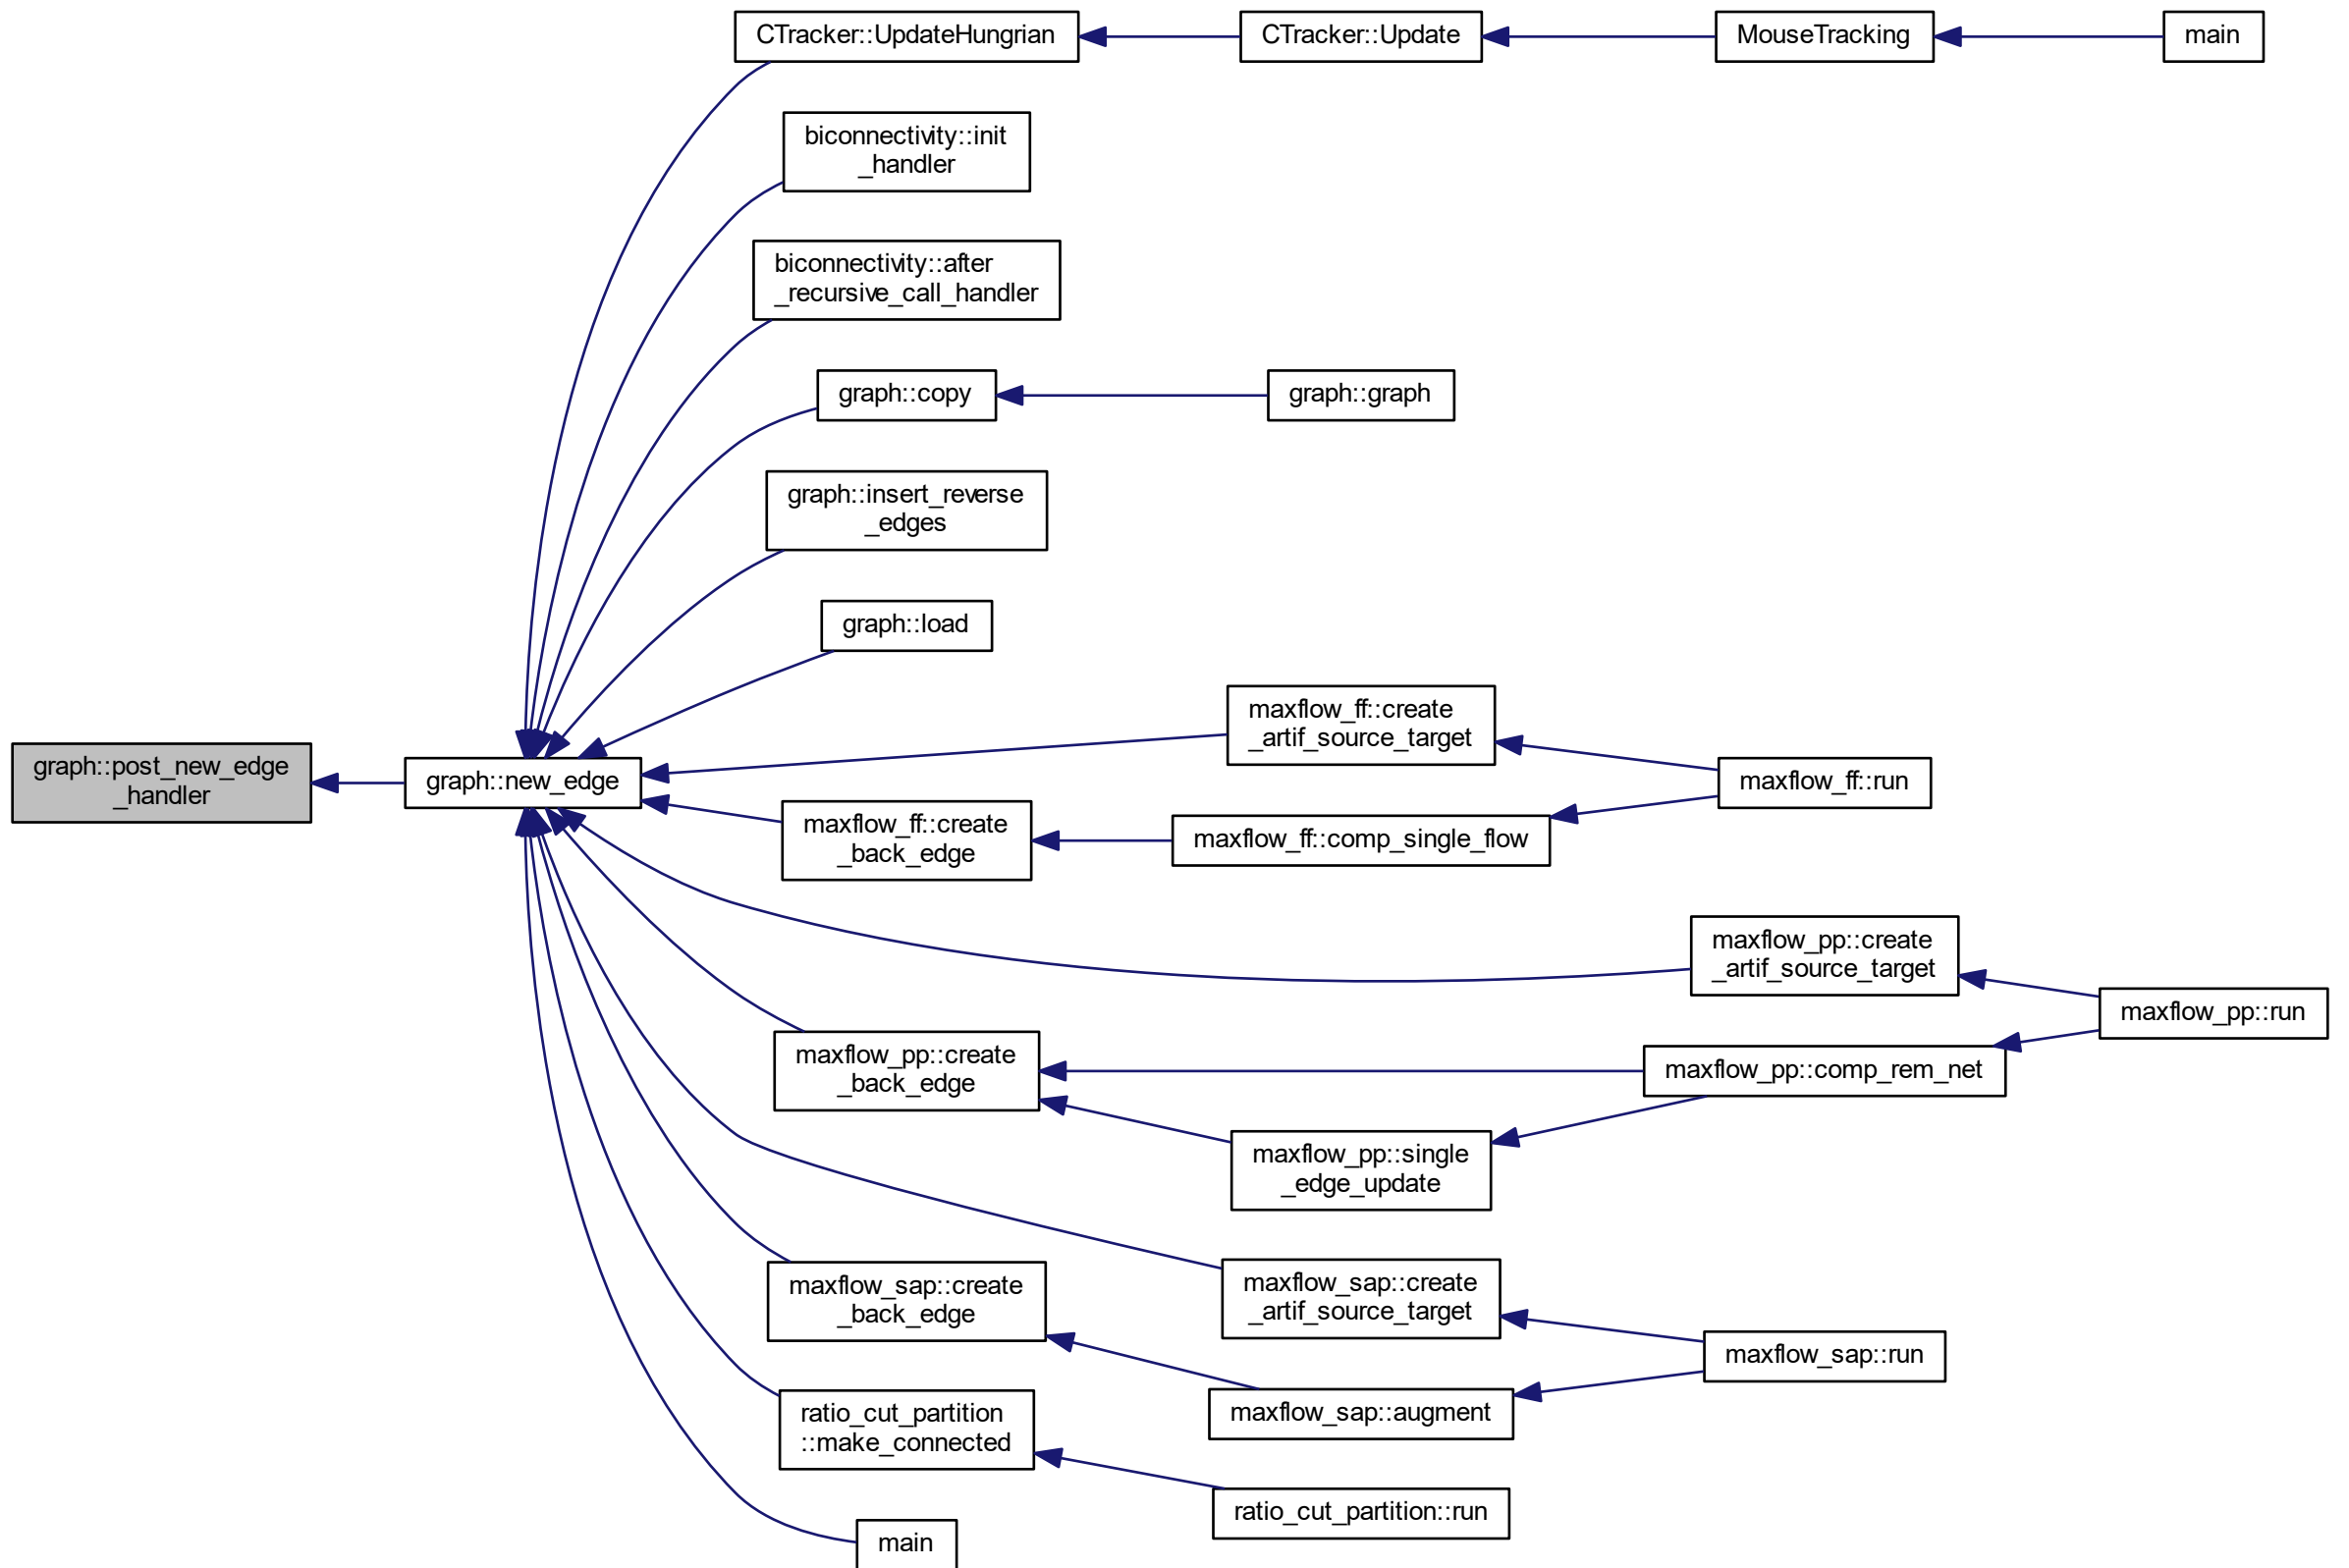 CTracker::UpdateHungrian
CTracker::Update
MouseTracking
main
biconnectivity::init
_handler
biconnectivity::after
_recursive_call_handler
graph::copy
graph::graph
graph::insert_reverse
_edges
graph::load
maxflow_ff::create
_artif_source_target
graph::post_new_edge
_handler
graph::new_edge
maxflow_ff::run
maxflow_ff::create
_back_edge
maxflow_ff::comp_single_flow
maxflow_pp::create
_artif_source_target
maxflow_pp::run
maxflow_pp::create
_back_edge
maxflow_pp::comp_rem_net
maxflow_pp::single
_edge_update
maxflow_sap::create
_back_edge
maxflow_sap::create
_artif_source_target
maxflow_sap::run
maxflow_sap::augment
ratio_cut_partition
::make_connected
ratio_cut_partition::run
main